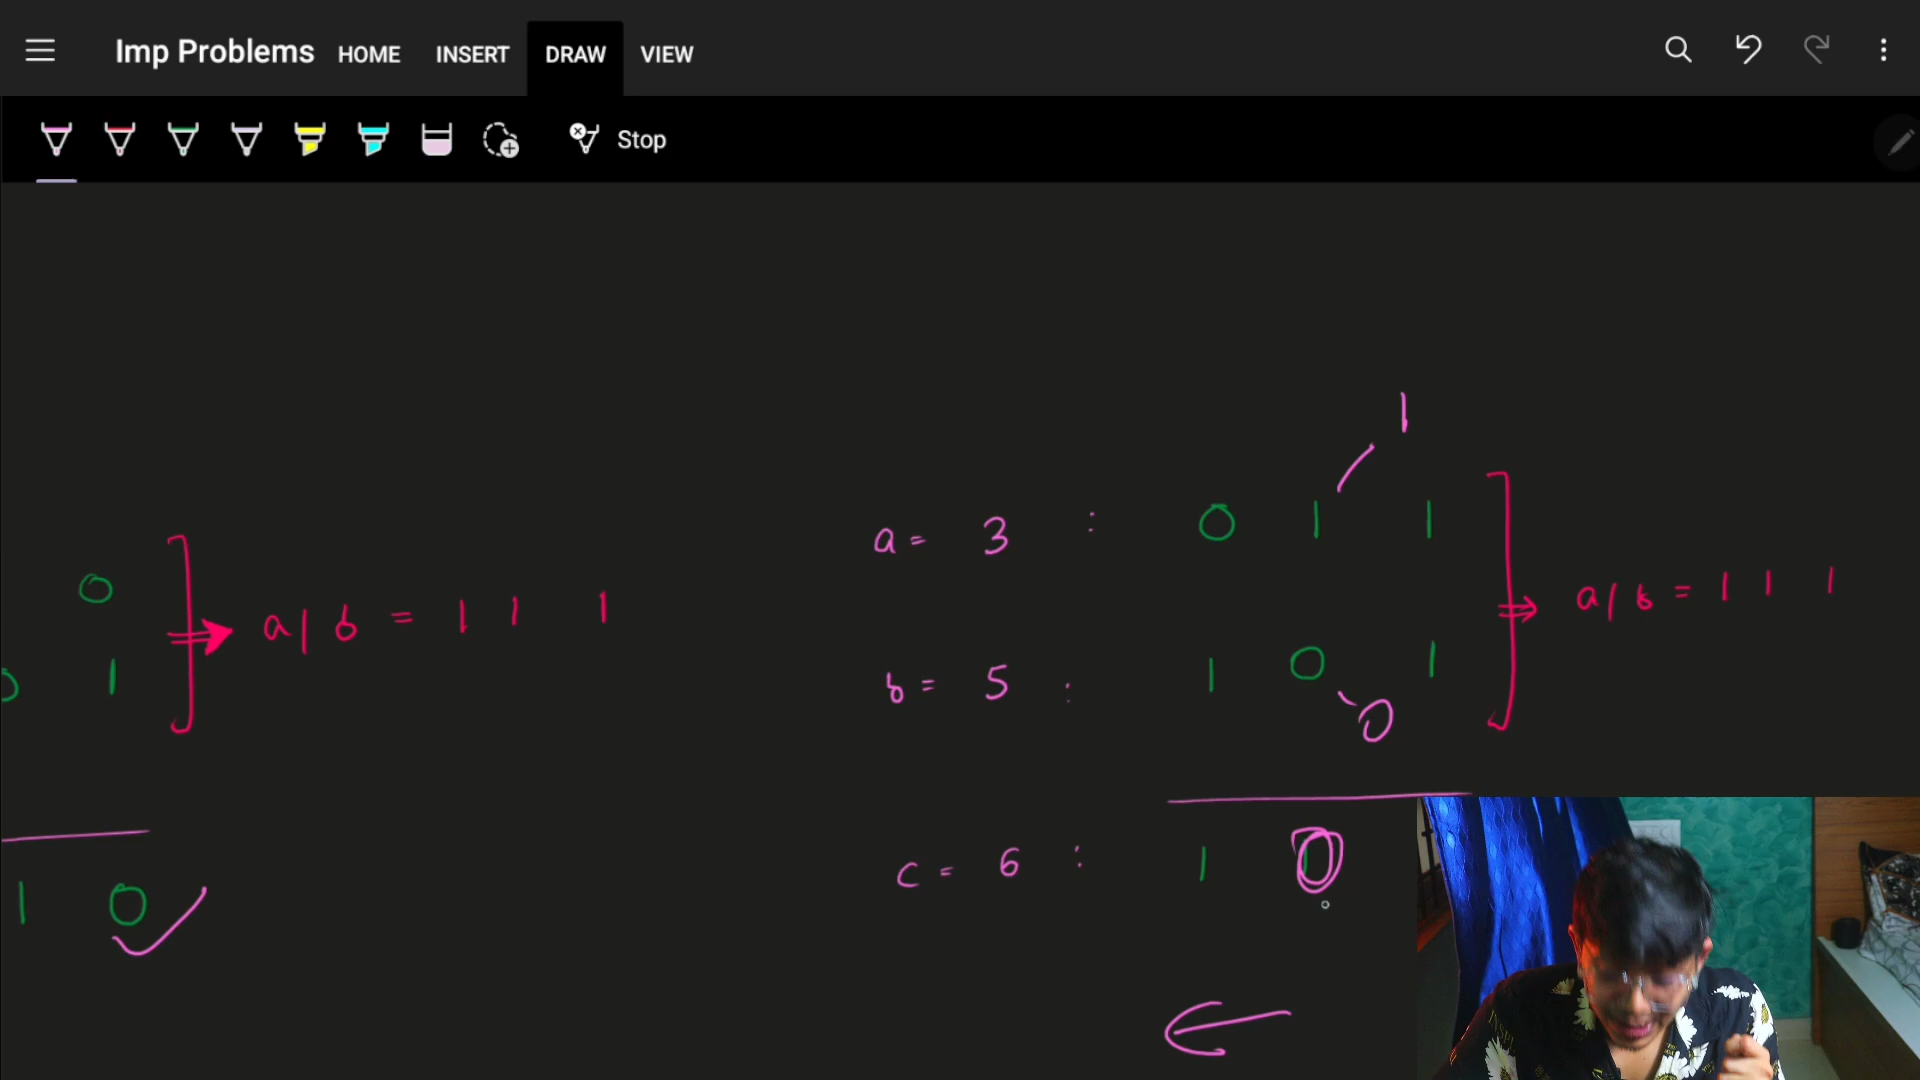 Imp Problems HOME INSERT DRAW VIEW
Stop
1
a = 3 : 0 1 1
0
a | b = 1 1 1
a | b = 1 1 1
0 1
b = 5 : 1 0 1
0
c = 6 : 1 0
1 0